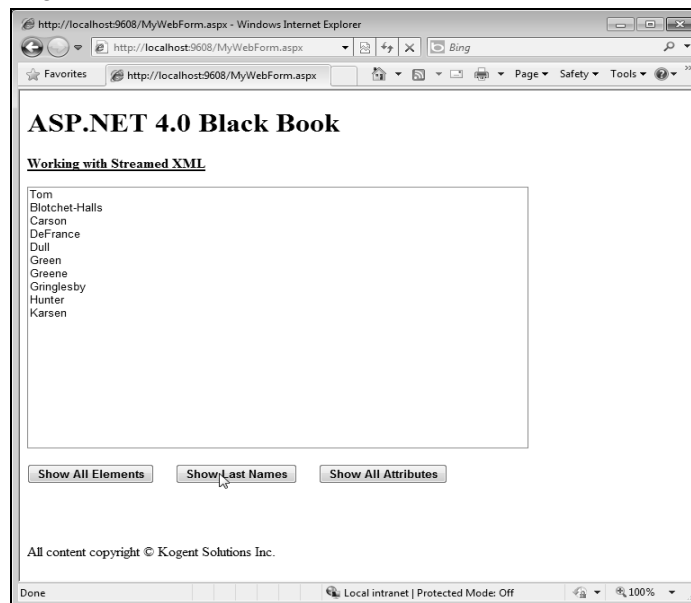 http://localhost:9608/MyWebForm.aspx - Windows Internet Explorer
http://localhost:9608/MyWebForm.aspx
Bing
Favorites
http://localhost:9608/MyWebForm.aspx
Page
Safety
Tools
ASP.NET 4.0 Black Book
Working with Streamed XML
Tom
Blotchet-Halls
Carson
DeFrance
Dull
Green
Greene
Gringlesby
Hunter
Karsen
Show All Elements
Show Last Names
Show All Attributes
All content copyright © Kogent Solutions Inc.
Done
Local intranet | Protected Mode: Off
100%